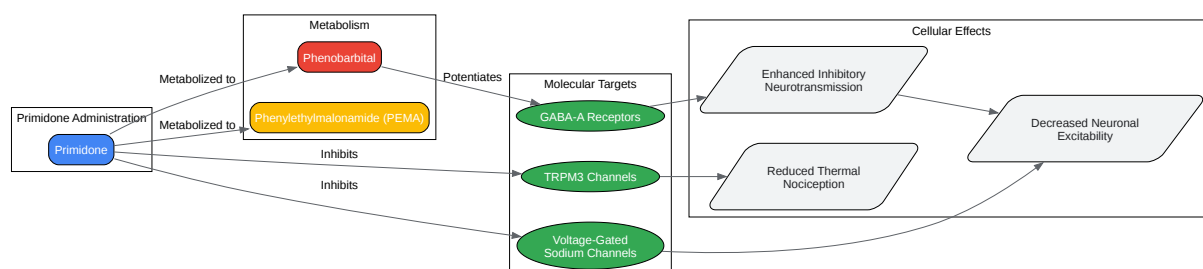 Metabolism
Phenobarbital
Phenylethylmalonamide (PEMA)
Primidone Administration
Primidone
Metabolized to
Metabolized to
Inhibits
Inhibits
Potentiates
Molecular Targets
GABA-A Receptors
TRPM3 Channels
Voltage-Gated
Sodium Channels
Cellular Effects
Enhanced Inhibitory
Neurotransmission
Reduced Thermal
Nociception
Decreased Neuronal
Excitability